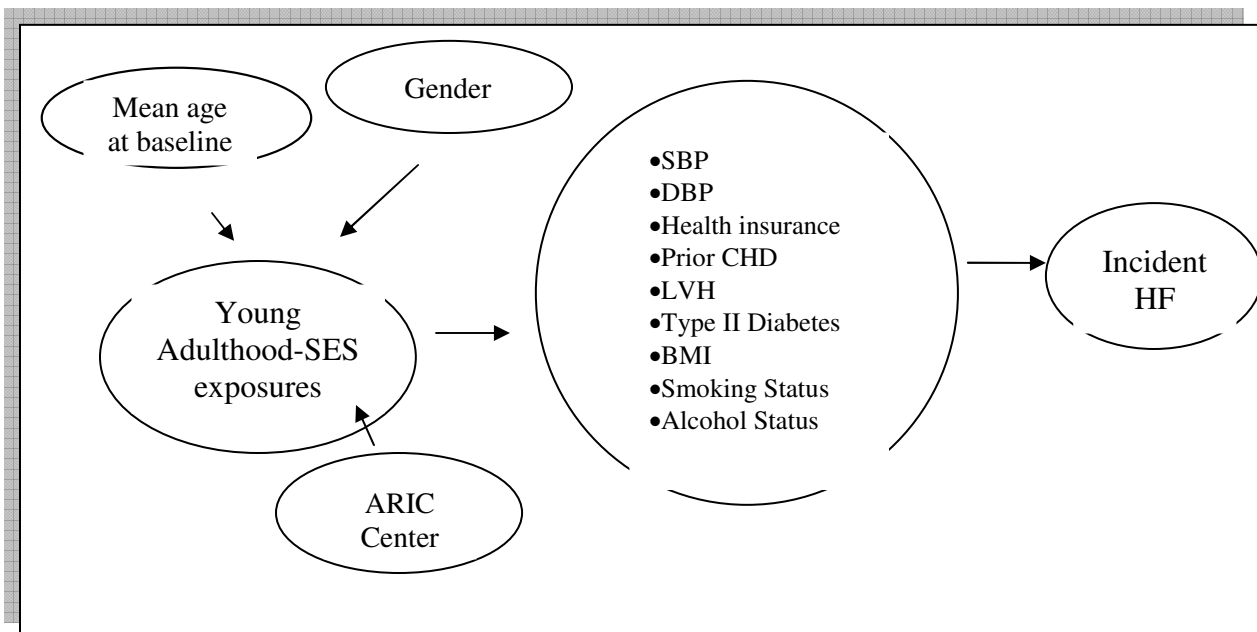 Mean age
at baseline
Gender
Young
Adulthood-SES
exposures
ARIC
Center
•SBP
•DBP
•Health insurance
•Prior CHD
•LVH
•Type II Diabetes
•BMI
•Smoking Status
•Alcohol Status
Incident
HF